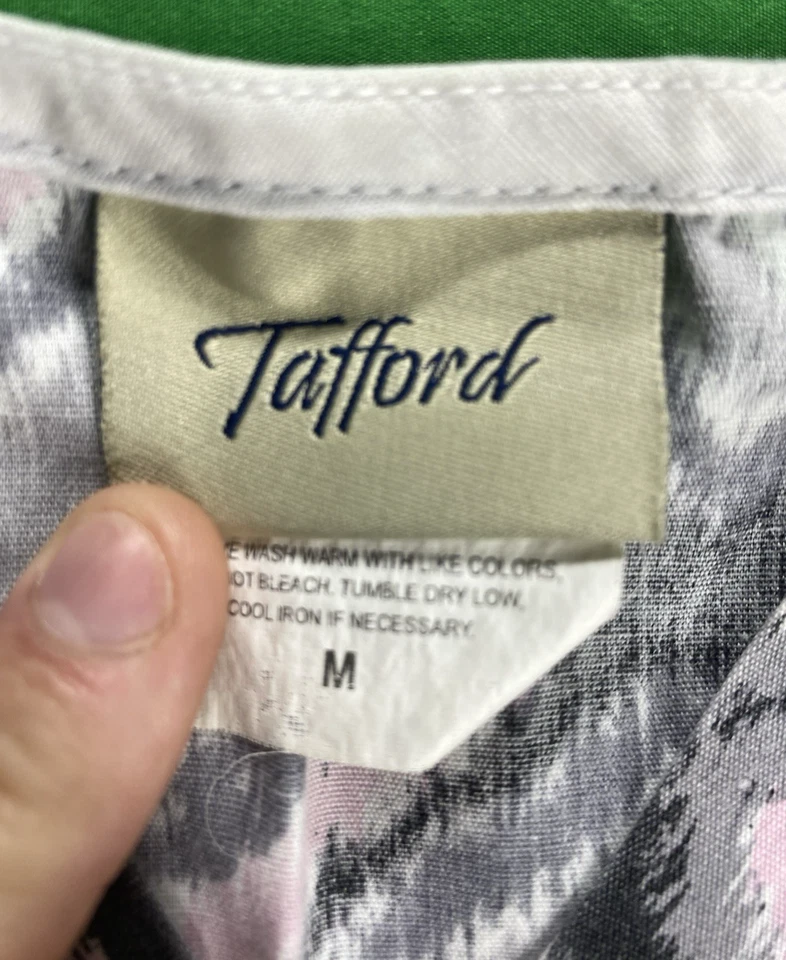 Tafford
WASH WARM WITH LIKE COLORS.
BLEACH. TUMBLE DRY LOW.
COOL IRON IF NECESSARY.
M